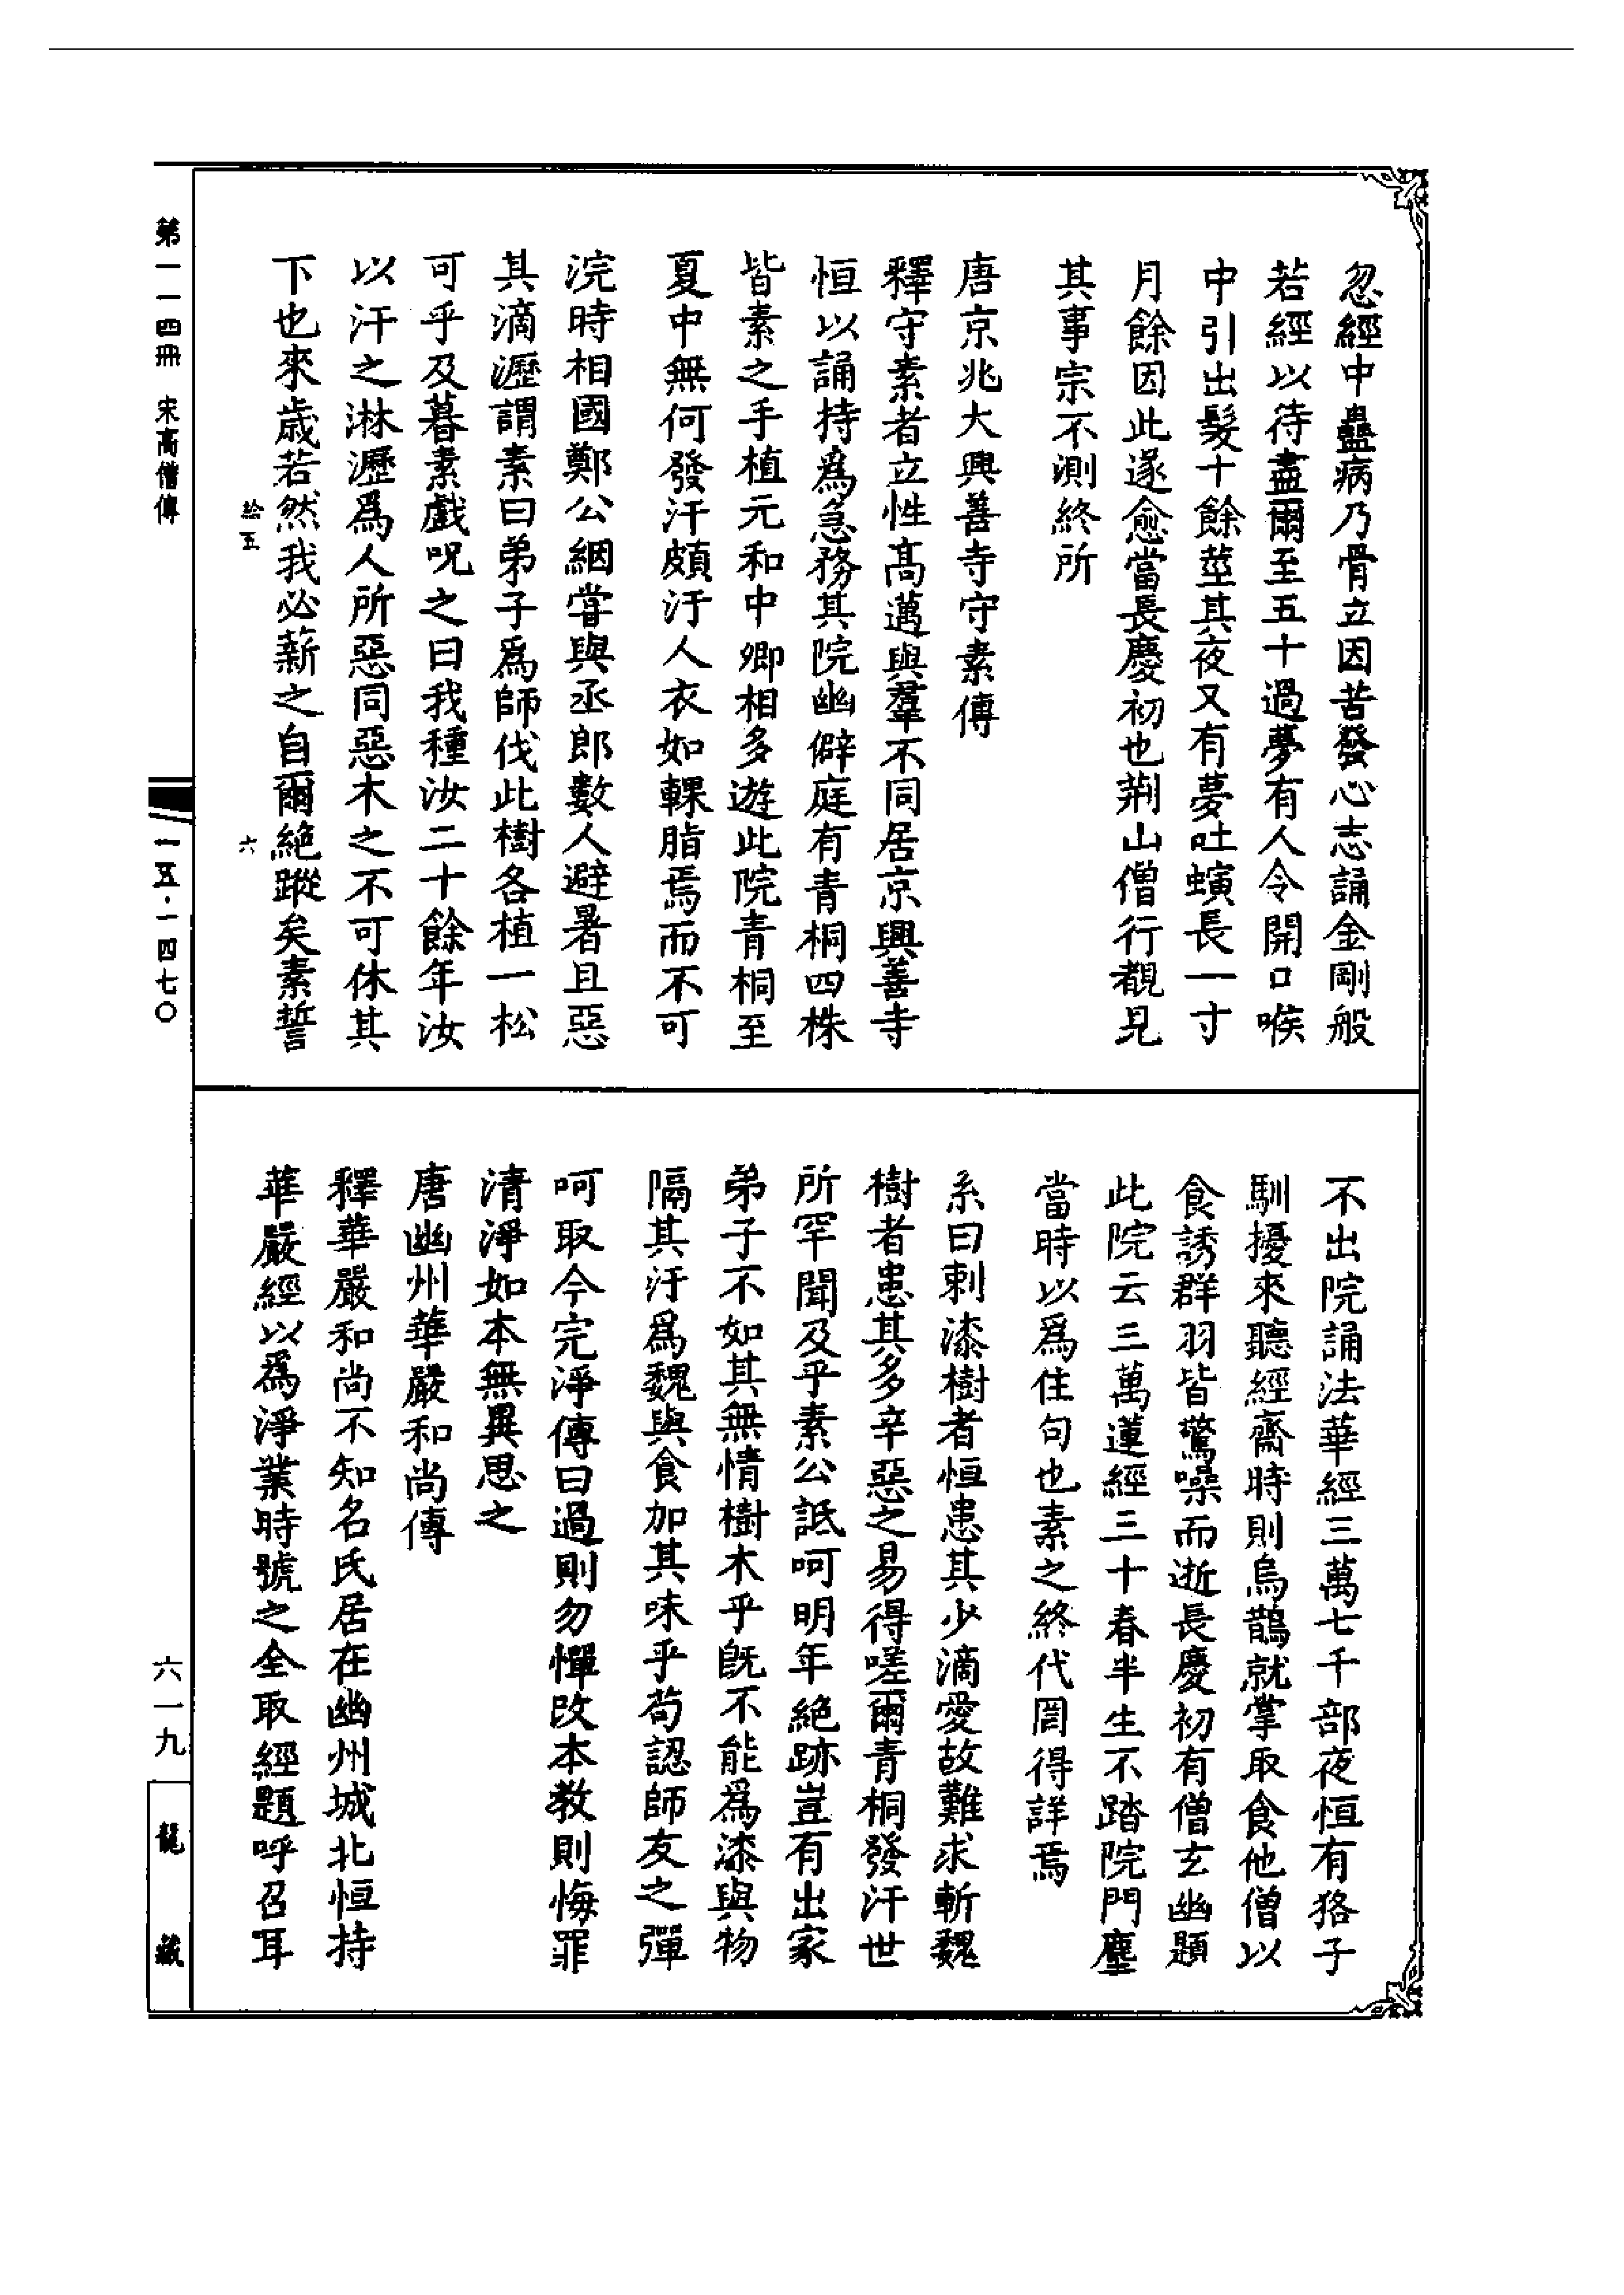 忽經中蠱病乃骨立因苦發心志誦金剛般
若經以待盡爾至五十過夢有人令開口喉
中引出髮十餘莖其夜又有夢吐螾長一寸
月餘因此遂愈當長慶初也荆山僧行覩見
其事宗不測終所
唐京兆大興善寺守素傳
釋守素者立性高邁與羣不同居京興善寺
恒以誦持爲急務其院幽僻庭有青桐四株
皆素之手植元和中卿相多遊此院青桐至
夏中無何發汗頗汙人衣如輠脂焉而不可
浣時相國鄭公絪嘗與丞郎數人避暑且惡
其滴瀝謂素曰弟子爲師伐此樹各植一松
可乎及暮素戲呪之曰我種汝二十餘年汝
以汗之淋瀝爲人所惡同惡木之不可休其
下也來歲若然我必薪之自爾絶蹤矣素誓
不出院誦法華經三萬七千部夜恒有狢子
馴擾來聽經齋時則烏鵲就掌取食他僧以
食誘群羽皆驚噪而逝長慶初有僧玄幽題
此院云三萬蓮經三十春半生不踏院門塵
當時以爲佳句也素之終代罔得詳焉
系曰剌漆樹者恒患其少滴愛故難求斬魏
樹者患其多辛惡之易得嗟爾青桐發汗世
所罕聞及乎素公詆呵明年絶跡豈有出家
弟子不如其無情樹木乎旣不能爲漆與物
隔其汙爲魏與食加其味乎苟認師友之彈
呵取今完淨傳曰過則勿憚改本教則悔罪
清淨如本無異思之
唐幽州華嚴和尚傳
釋華嚴和尚不知名氏居在幽州城北恒持
華嚴經以爲淨業時號之全取經題呼召耳
絵五
六
第一一四冊 宋高僧傳
一五·一四七〇
六一九
龍藏